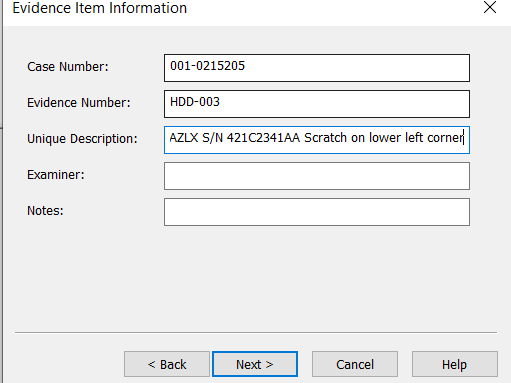 Evidence Item Information
Case Number: 001-0215205
Evidence Number: HDD-003
Unique Description: AZLX S/N 421C2341AA Scratch on lower left corner
Examiner:
Notes:
< Back Next > Cancel Help